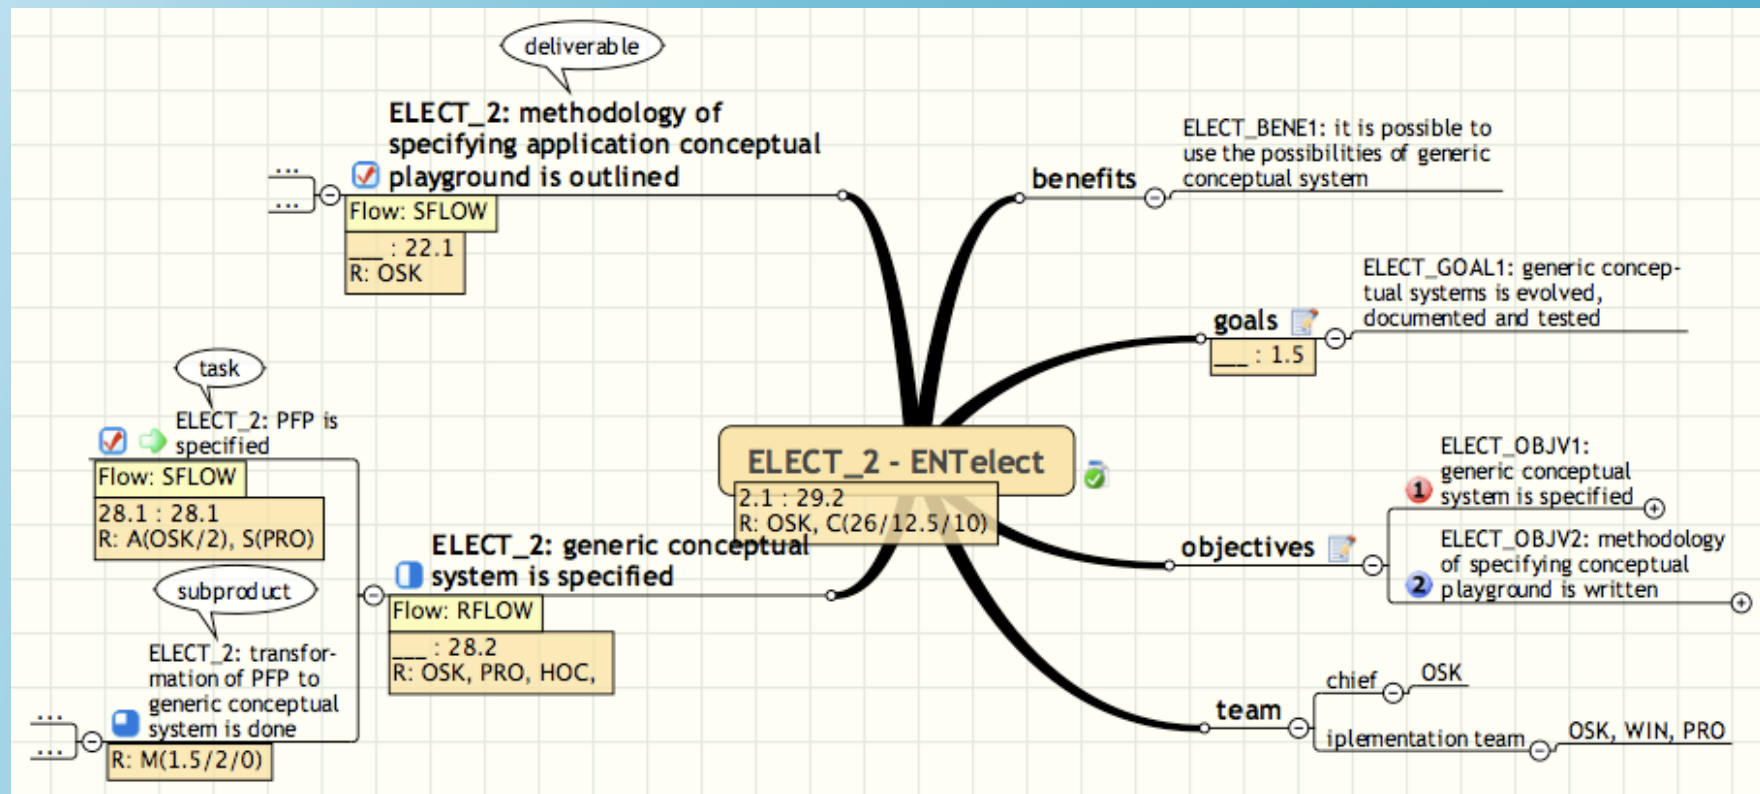 deliverable
ELECT_2: methodology of
specifying application conceptual
playground is outlined
...
...
Flow: SFLOW
___ : 22.1
R: OSK
benefits
ELECT_BENE1: it is possible to
use the possibilities of generic
conceptual system
goals
___ : 1.5
ELECT_GOAL1: generic concep-
tual systems is evolved,
documented and tested
task
ELECT_2: PFP is
specified
Flow: SFLOW
28.1 : 28.1
R: A(OSK/2), S(PRO)
ELECT_2 - ENTelect
2.1 : 29.2
R: OSK, C(26/12.5/10)
ELECT_2: generic conceptual
system is specified
Flow: RFLOW
___ : 28.2
R: OSK, PRO, HOC,
subproduct
ELECT_2: transfor-
mation of PFP to
generic conceptual
system is done
...
...
R: M(1.5/2/0)
objectives
1
ELECT_OBJV1:
generic conceptual
system is specified
2
ELECT_OBJV2: methodology
of specifying conceptual
playground is written
team
chief
OSK
iplementation team
OSK, WIN, PRO